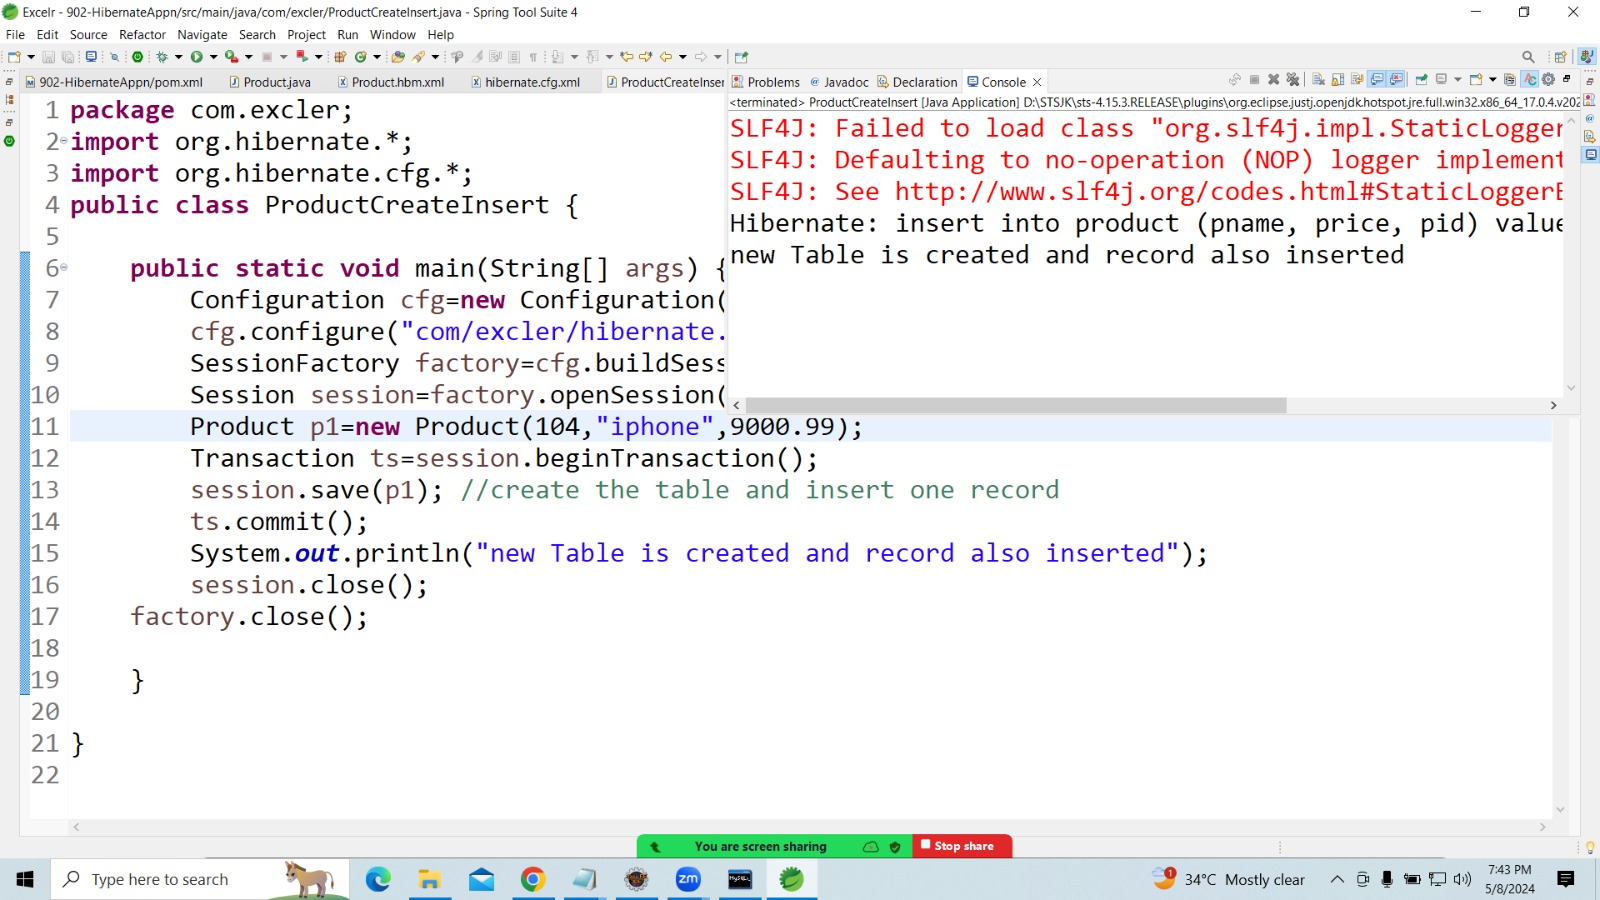 Excelr - 902-HibernateAppn/src/main/java/com/excler/ProductCreateInsert.java - Spring Tool Suite 4
File Edit Source Refactor Navigate Search Project Run Window Help
902-HibernateAppn/pom.xml Product.java Product.hbm.xml hibernate.cfg.xml ProductCreateInser
Problems Javadoc Declaration Console
<terminated> ProductCreateInsert [Java Application] D:\STSJK\sts-4.15.3.RELEASE\plugins\org.eclipse.justj.openjdk.hotspot.jre.full.win32.x86_64_17.0.4.v202
SLF4J: Failed to load class "org.slf4j.impl.StaticLogger
SLF4J: Defaulting to no-operation (NOP) logger implement
SLF4J: See http://www.slf4j.org/codes.html#StaticLoggerB
Hibernate: insert into product (pname, price, pid) value
new Table is created and record also inserted
1 package com.excler;
2 import org.hibernate.*;
3 import org.hibernate.cfg.*;
4 public class ProductCreateInsert {
5
6 public static void main(String[] args) {
7 Configuration cfg=new Configuration(
8 cfg.configure("com/excler/hibernate.
9 SessionFactory factory=cfg.buildSess
10 Session session=factory.openSession(
11 Product p1=new Product(104,"iphone",9000.99);
12 Transaction ts=session.beginTransaction();
13 session.save(p1); //create the table and insert one record
14 ts.commit();
15 System.out.println("new Table is created and record also inserted");
16 session.close();
17 factory.close();
18
19 }
20
21 }
22
You are screen sharing Stop share
Type here to search
zm
MySQL
1
34°C Mostly clear
7:43 PM
5/8/2024